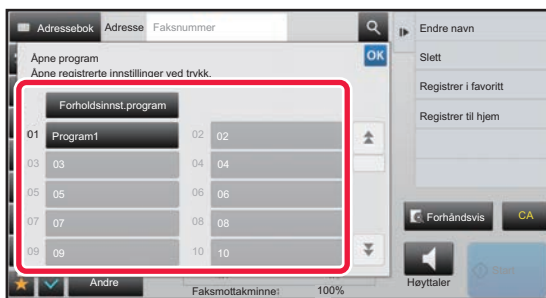 Adressebok Adresse Faksnummer
Endre navn
Åpne program OK
Slett
Åpne registrerte innstillinger ved trykk.
Registrer i favoritt
Forholdsinnst.program
Registrer til hjem
01 Program1 02 02
03 03 04 04
05 05 06 06
07 07 08 08
Forhåndsvis CA
09 09 10 10
Andre
Høyttaler
Start
Faksmottakminne: 100%